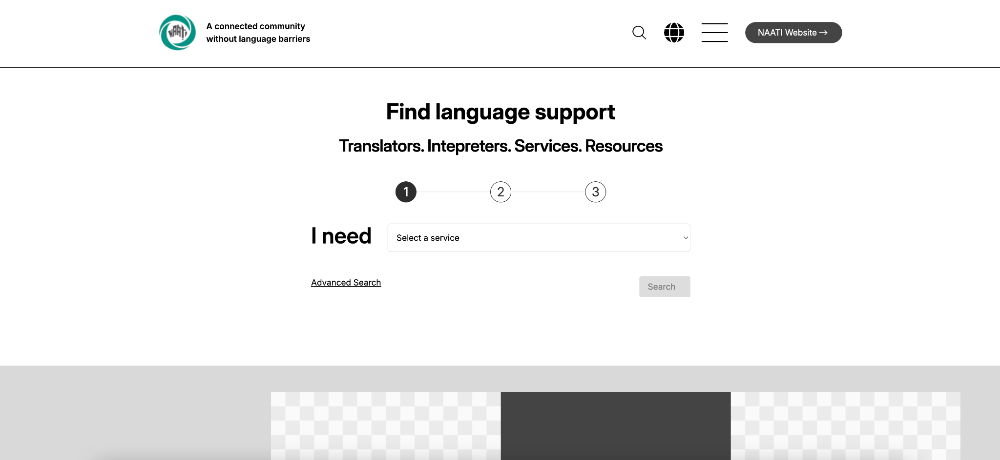 NAATI
A connected community
without language barriers
NAATI Website →
Find language support
Translators. Intepreters. Services. Resources
1
2
3
I need
Select a service
Advanced Search
Search